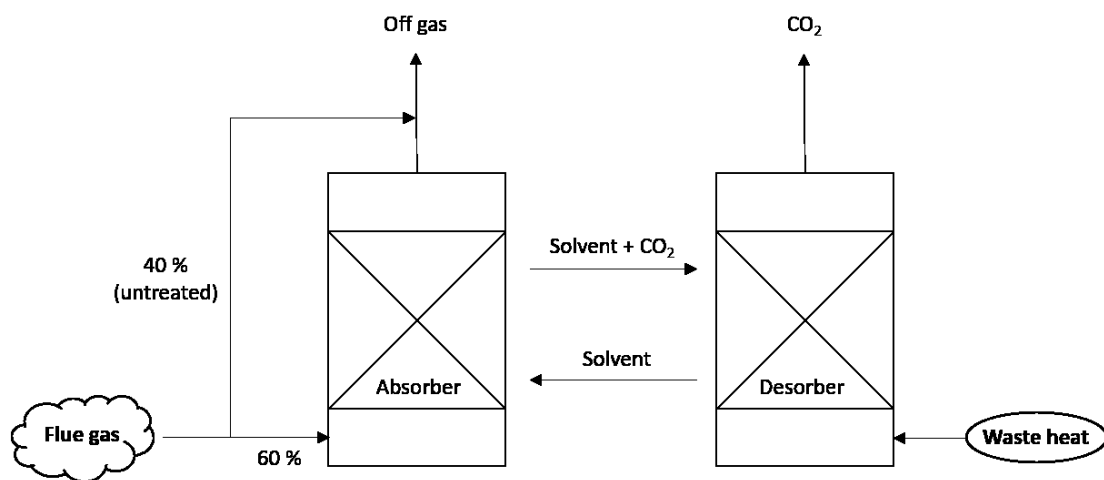 Off gas
CO₂
40 %
(untreated)
Solvent + CO₂
Solvent
Absorber
Desorber
Flue gas
60 %
Waste heat